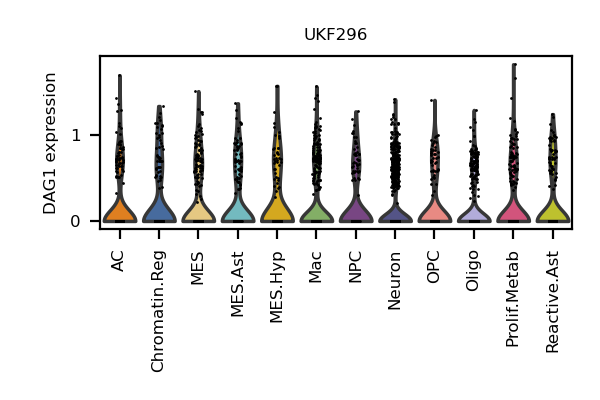 UKF296
DAG1 expression
1
0
AC
Chromatin.Reg
MES
MES.Ast
MES.Hyp
Mac
NPC
Neuron
OPC
Oligo
Prolif.Metab
Reactive.Ast